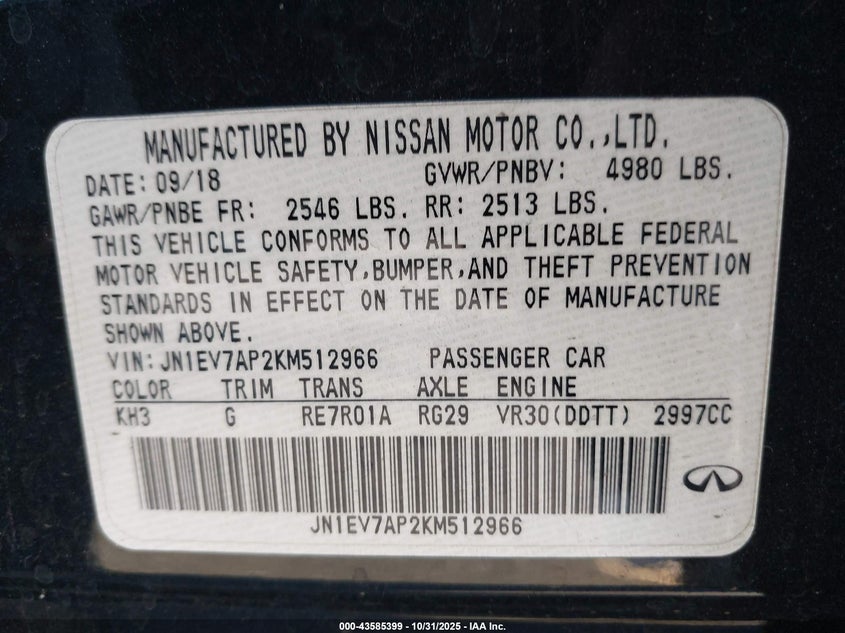 MANUFACTURED BY NISSAN MOTOR CO.,LTD.
DATE: 09/18 GVWR/PNBV: 4980 LBS.
GAWR/PNBE FR: 2546 LBS. RR: 2513 LBS.
THIS VEHICLE CONFORMS TO ALL APPLICABLE FEDERAL
MOTOR VEHICLE SAFETY,BUMPER,AND THEFT PREVENTION
STANDARDS IN EFFECT ON THE DATE OF MANUFACTURE
SHOWN ABOVE.
VIN:JN1EV7AP2KM512966 PASSENGER CAR
COLOR TRIM TRANS AXLE ENGINE
KH3 G RE7R01A RG29 VR30(DDTT) 2997CC
JN1EV7AP2KM512966
000-43585399 - 10/31/2025 - IAA Inc.